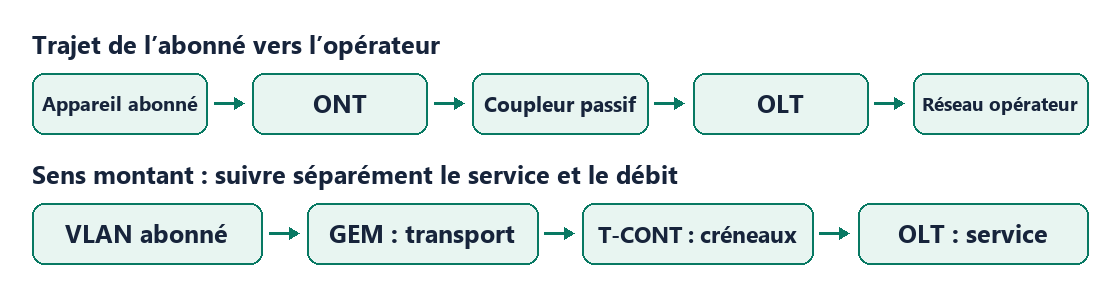 Trajet de l’abonné vers l’opérateur
Appareil abonné
ONT
Coupleur passif
OLT
Réseau opérateur
Sens montant : suivre séparément le service et le débit
VLAN abonné
GEM : transport
T-CONT : créneaux
OLT : service